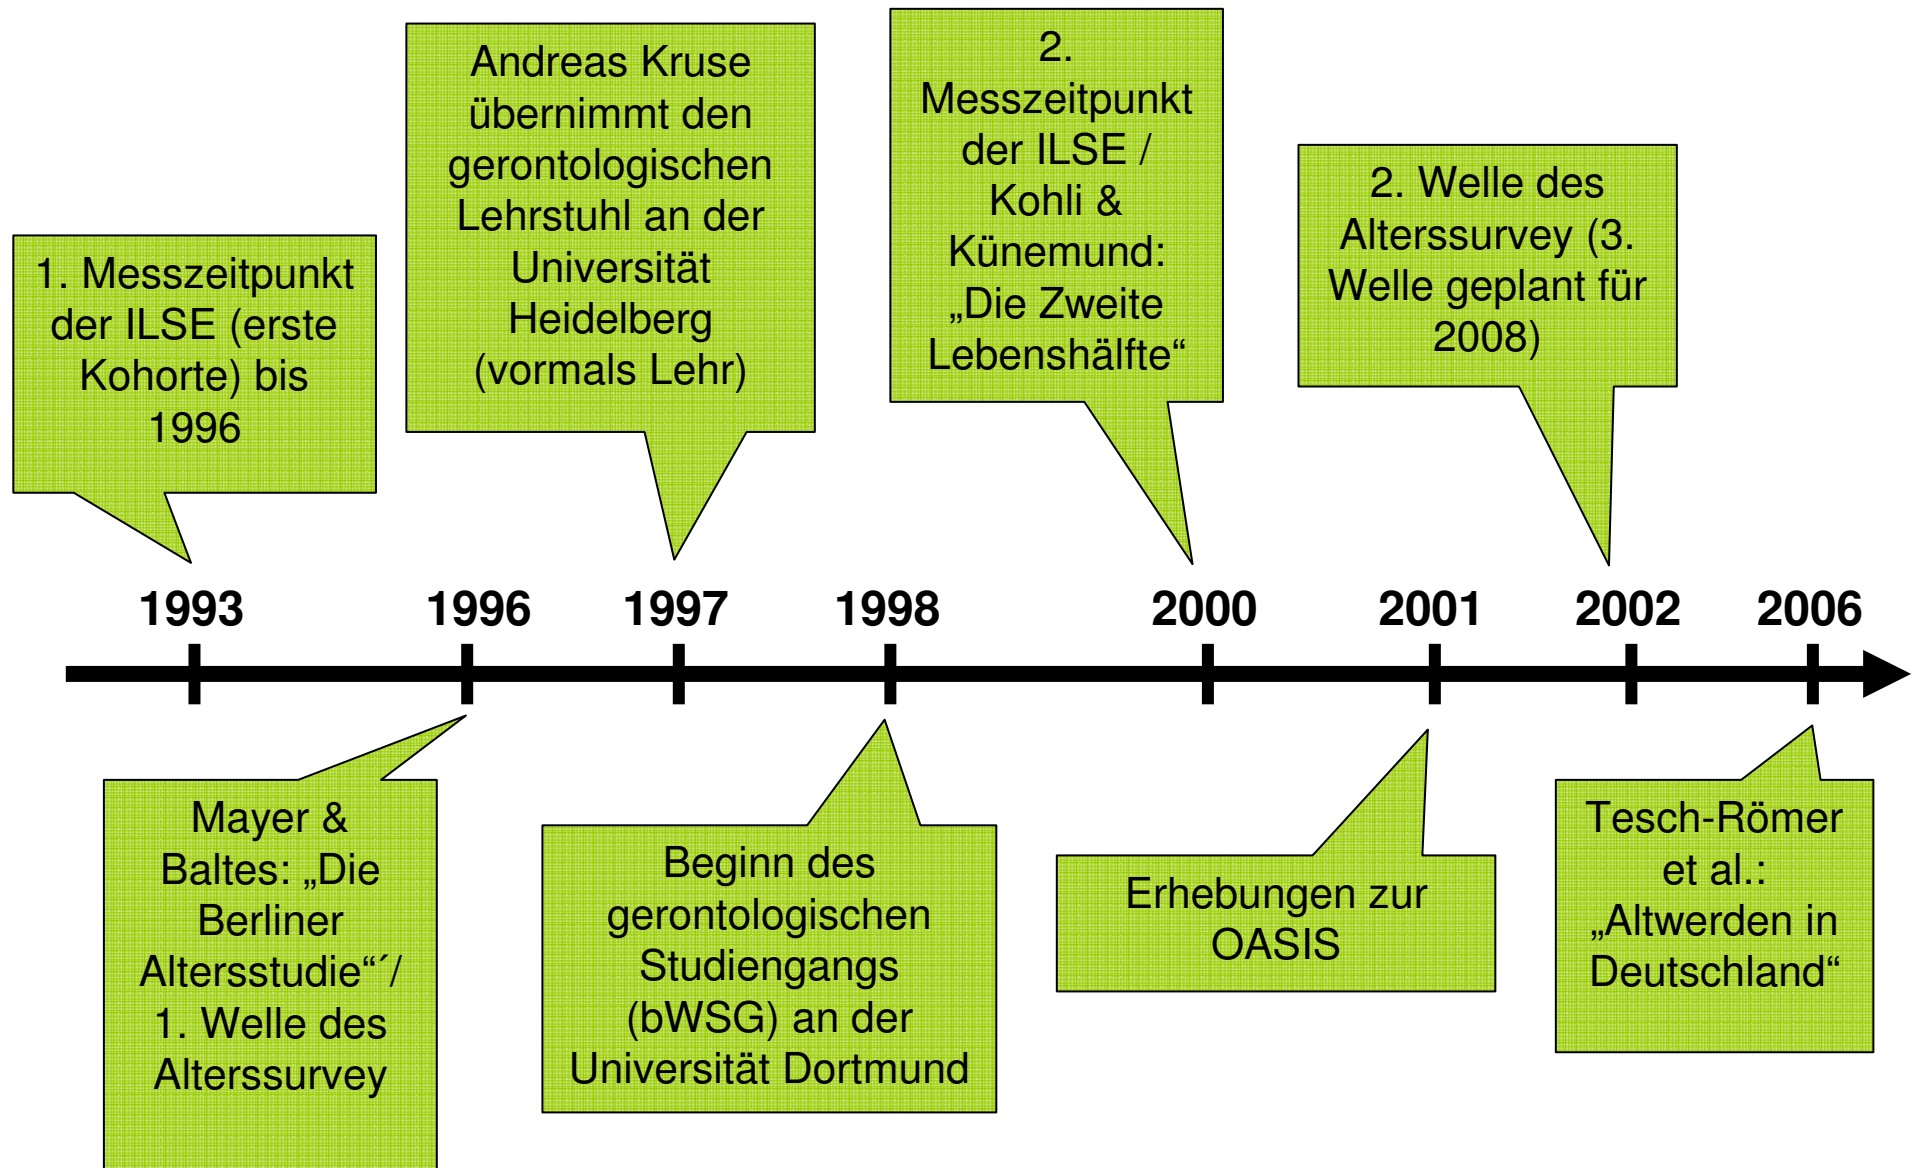 1. Messzeitpunkt
der ILSE (erste
Kohorte) bis
1996
Andreas Kruse
übernimmt den
gerontologischen
Lehrstuhl an der
Universität
Heidelberg
(vormals Lehr)
2.
Messzeitpunkt
der ILSE /
Kohli &
Künemund:
„Die Zweite
Lebenshälfte“
2. Welle des
Alterssurvey (3.
Welle geplant für
2008)
1993 1996 1997 1998 2000 2001 2002 2006
Mayer &
Baltes: „Die
Berliner
Altersstudie“´/
1. Welle des
Alterssurvey
Beginn des
gerontologischen
Studiengangs
(bWSG) an der
Universität Dortmund
Erhebungen zur
OASIS
Tesch-Römer
et al.:
„Altwerden in
Deutschland“